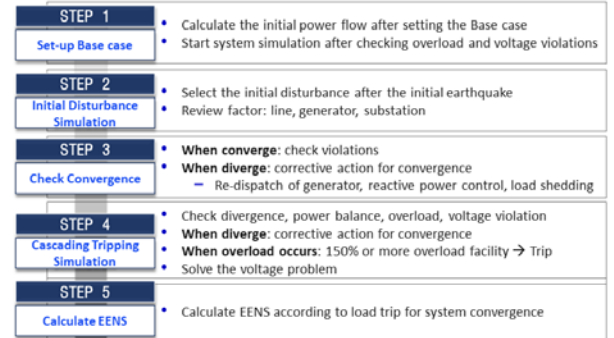 STEP 1
Set-up Base case
• Calculate the initial power flow after setting the Base case
• Start system simulation after checking overload and voltage violations
STEP 2
Initial Disturbance
Simulation
• Select the initial disturbance after the initial earthquake
• Review factor: line, generator, substation
STEP 3
Check Convergence
• When converge: check violations
• When diverge: corrective action for convergence
– Re-dispatch of generator, reactive power control, load shedding
STEP 4
Cascading Tripping
Simulation
• Check divergence, power balance, overload, voltage violation
• When diverge: corrective action for convergence
• When overload occurs: 150% or more overload facility → Trip
• Solve the voltage problem
STEP 5
Calculate EENS
• Calculate EENS according to load trip for system convergence